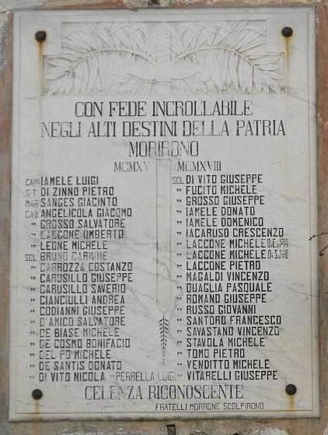 CON FEDE INCROLLABILE
NEGLI ALTI DESTINI DELLA PATRIA
MORIRONO
MCMXV MCMXVIII
CAP. IAMELE LUIGI
S.T. DI ZINNO PIETRO
MAR. SANGES GIACINTO
ANGELICOLA GIACOMO
" GROSSO SALVATORE
" IACCONE UMBERTO
" LEONE MICHELE
SOL. BRUNO CARMINE
" CARROZZA COSTANZO
" CARUSILLO GIUSEPPE
" CARUSILLO SAVERIO
" CIANCIULLI ANDREA
" CODIANNI GIUSEPPE
" D'AMICO SALVATORE
" DE BIASE MICHELE
" DE COSMO BONIFACIO
" DEL PO MICHELE
" DE SANTIS DONATO
" DI VITO NICOLA " PERRELLA LUIGI
SOL. DI VITO GIUSEPPE
" FUCITO MICHELE
" GROSSO GIUSEPPE
" IAMELE DONATO
" IAMELE DOMENICO
" IACARUSO CRESCENZO
" IACCONE MICHELE
" IACCONE MICHELE
" IACCONE PIETRO
" MAGALDI VINCENZO
" QUAGLIA PASQUALE
" ROMANO GIUSEPPE
" RUSSO GIOVANNI
" SANTORO FRANCESCO
" SAVASTANO VINCENZO
" STAVOLA MICHELE
" TOMO PIETRO
" VENDITTO MICHELE
" VITARELLI GIUSEPPE
CELENZA RICONOSCENTE
FRATELLI MORRONE SCOLPIRONO